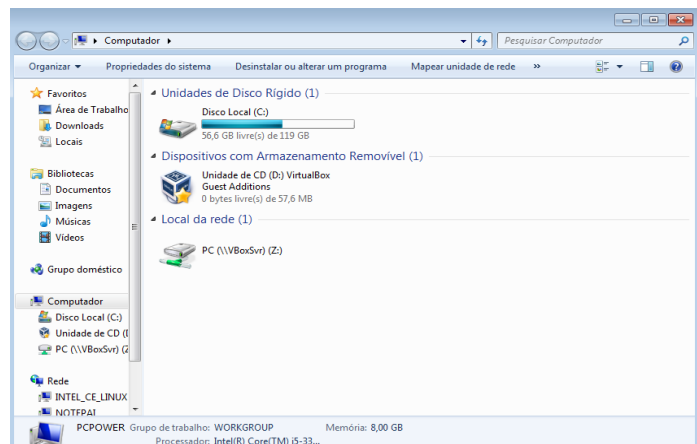 Computador
Pesquisar Computador
Organizar Propriedades do sistema Desinstalar ou alterar um programa Mapear unidade de rede »
Favoritos
Área de Trabalho
Downloads
Locais
Bibliotecas
Documentos
Imagens
Músicas
Vídeos
Grupo doméstico
Computador
Disco Local (C:)
Unidade de CD (
PC (\\VBoxSvr) (Z
Rede
INTEL_CE_LINUX
NOTEPAI
Unidades de Disco Rígido (1)
Disco Local (C:)
56,6 GB livre(s) de 119 GB
Dispositivos com Armazenamento Removível (1)
Unidade de CD (D:) VirtualBox
Guest Additions
0 bytes livre(s) de 57,6 MB
Local da rede (1)
PC (\\VBoxSvr) (Z:)
PCPOWER Grupo de trabalho: WORKGROUP Memória: 8,00 GB
Processador: Intel(R) Core(TM) i5-33...